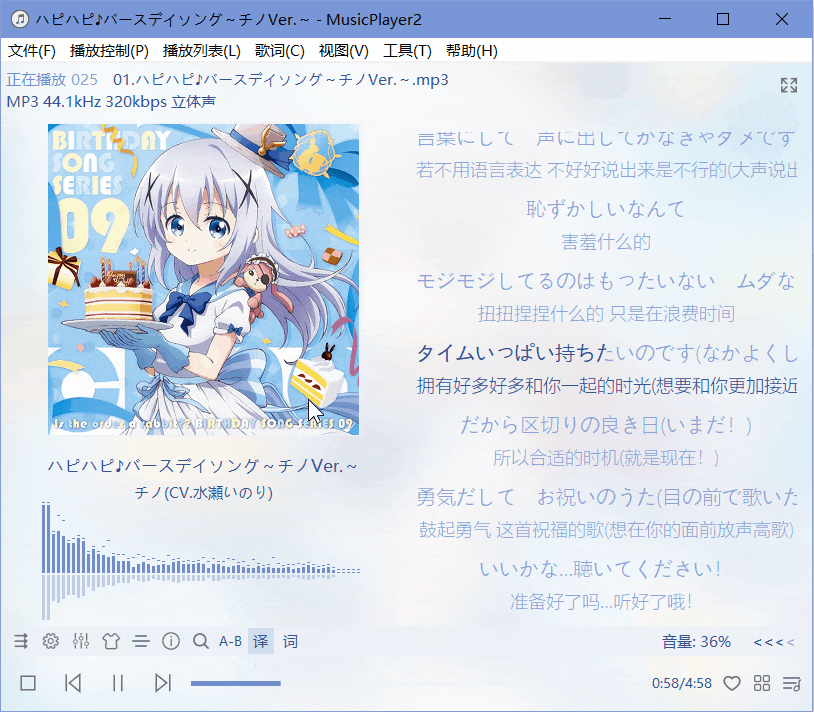 ハピハピ♪バースデイソング～チノVer.～ - MusicPlayer2
文件(F) 播放控制(P) 播放列表(L) 歌词(C) 视图(V) 工具(T) 帮助(H)
正在播放 025 01.ハピハピ♪バースデイソング～チノVer.～.mp3
MP3 44.1kHz 320kbps 立体声
BIRTHDAY
SONG
SERIES
09
Is the order a rabbit?? BIRTHDAY SONG SERIES 09
ハピハピ♪バースデイソング～チノVer.～
チノ(CV.水瀬いのり)
言葉にして　声に出してかなきゃダメです
若不用语言表达 不好好说出来是不行的(大声说出
恥ずかしいなんて
害羞什么的
モジモジしてるのはもったいない　ムダな
扭扭捏捏什么的 只是在浪费时间
タイムいっぱい持ちたいのです(なかよくし
拥有好多好多和你一起的时光(想要和你更加接近
だから区切りの良き日(いまだ！)
所以合适的时机(就是现在！)
勇気だして　お祝いのうた(目の前で歌いた
鼓起勇气 这首祝福的歌(想在你的面前放声高歌)
いいかな...聴いてください！
准备好了吗...听好了哦！
A-B 译 词
音量: 36% <<<<
0:58/4:58